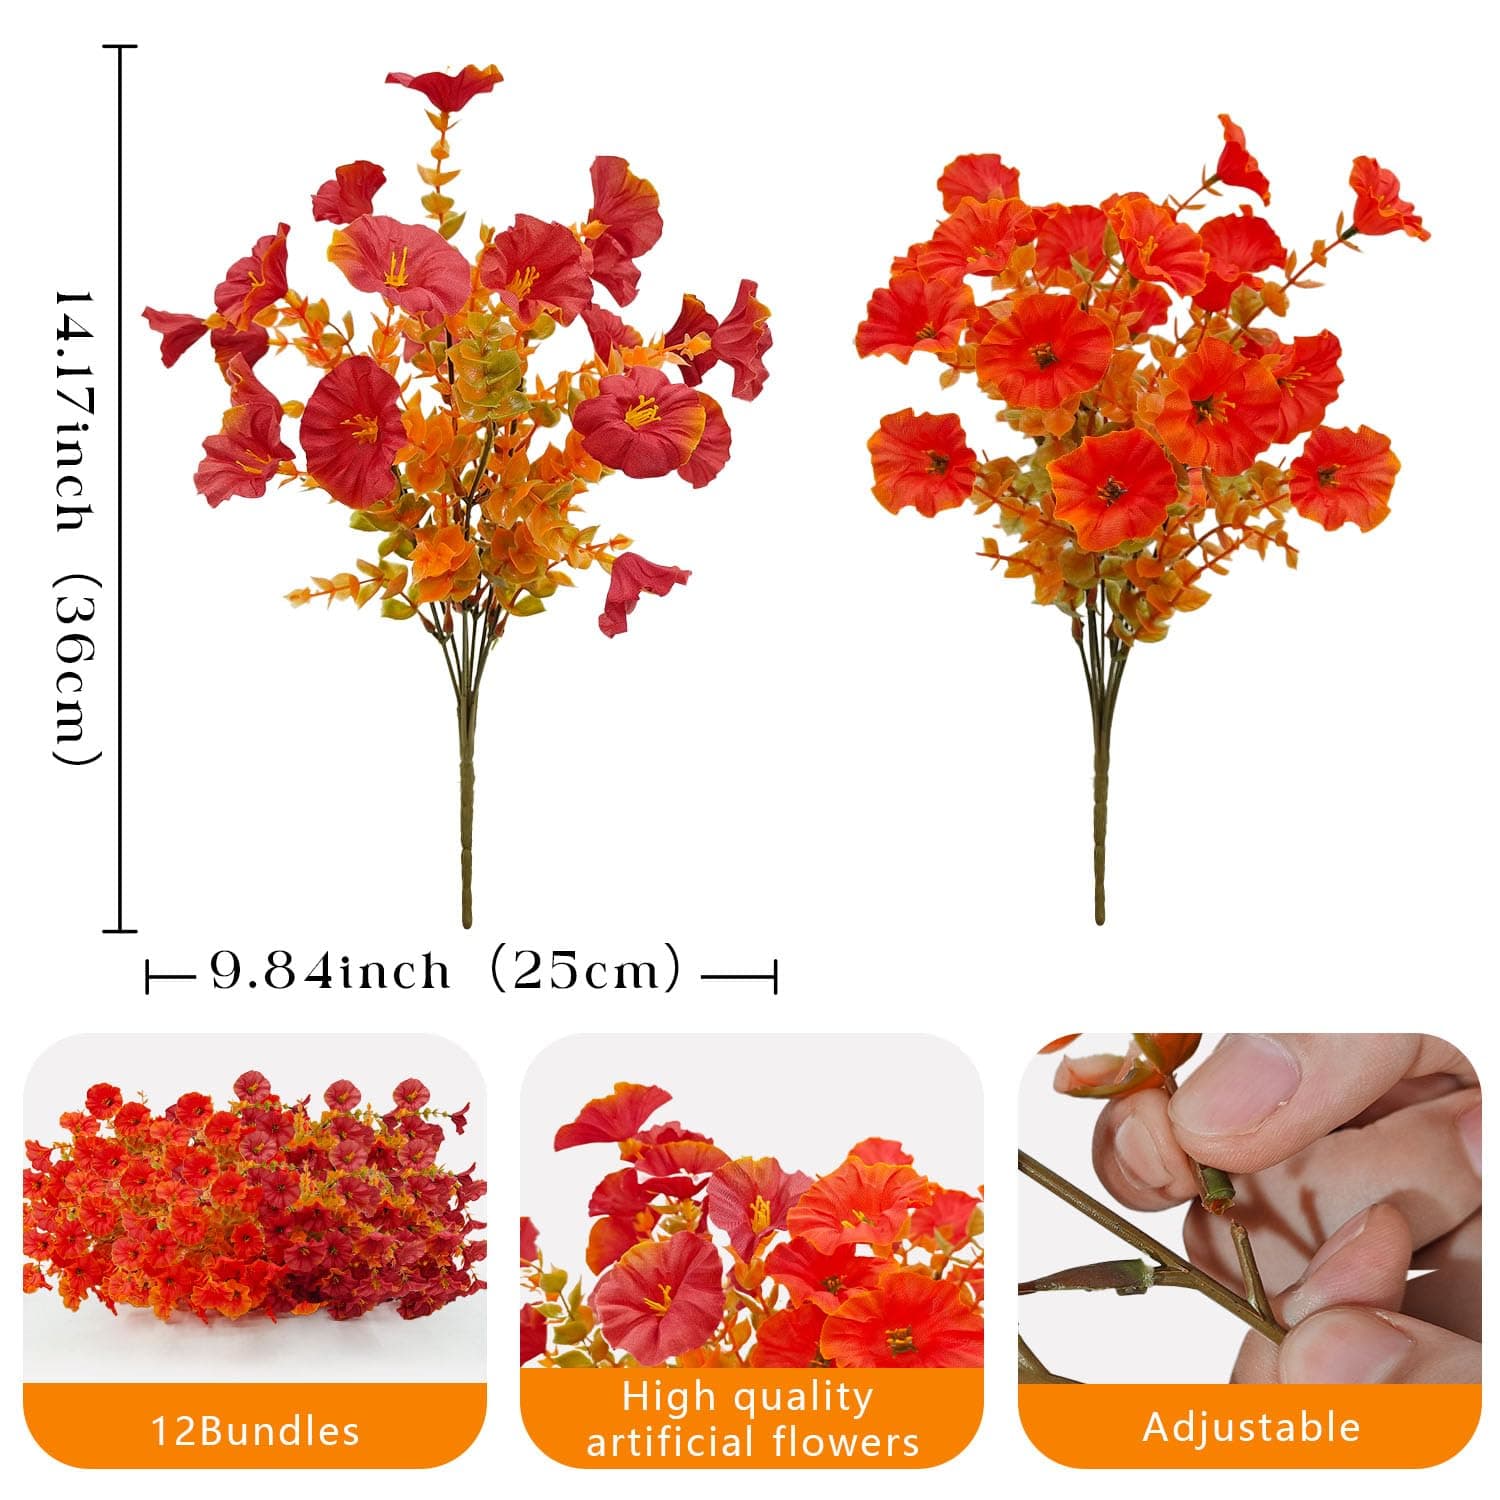 14.17inch（36cm）
9.84inch（25cm）
12Bundles
High quality
artificial flowers
Adjustable